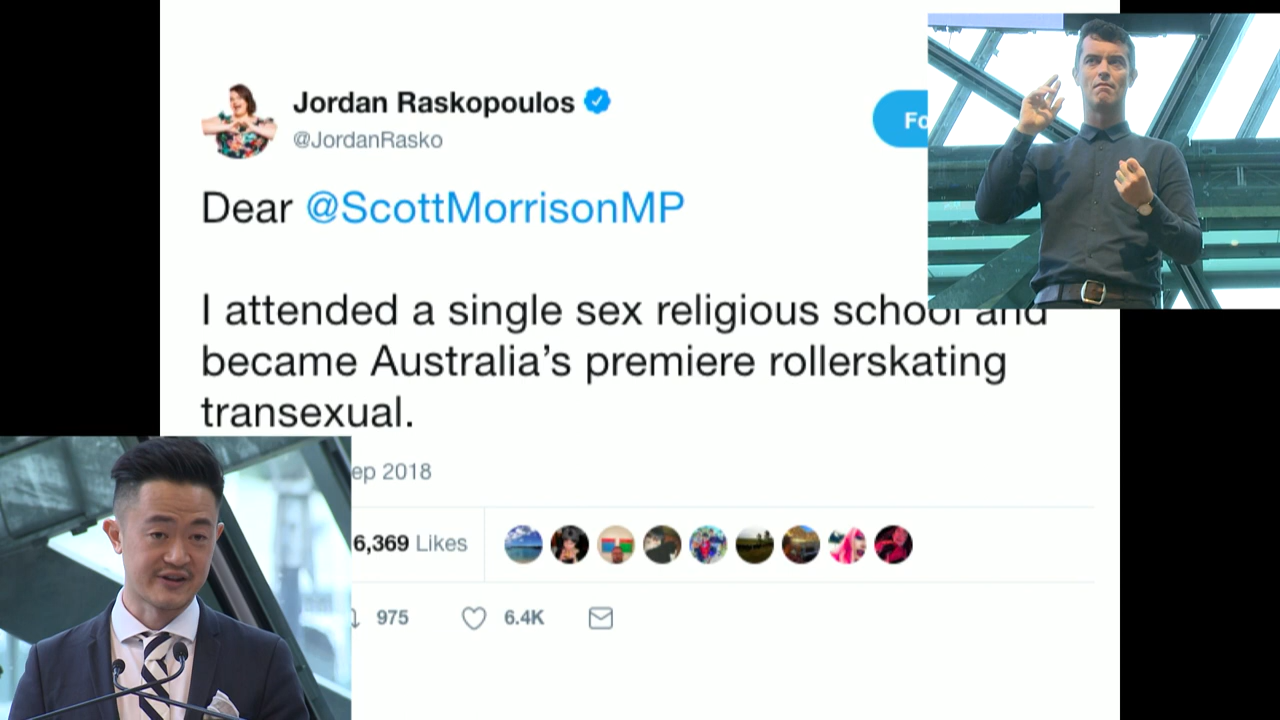 Jordan Raskopoulos
@JordanRasko
Fo
Dear @ScottMorrisonMP
I attended a single sex religious school and
became Australia's premiere rollerskating
transexual.
ep 2018
6,369 Likes
975
6.4K